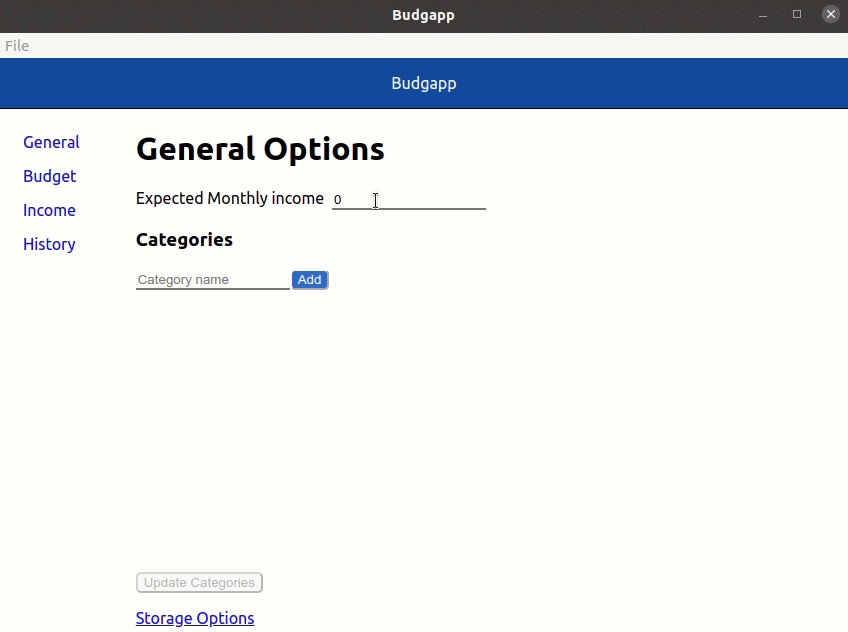 Budgapp
File
Budgapp
General
Budget
Income
History
General Options
Expected Monthly income 0
Categories
Category name Add
Update Categories
Storage Options